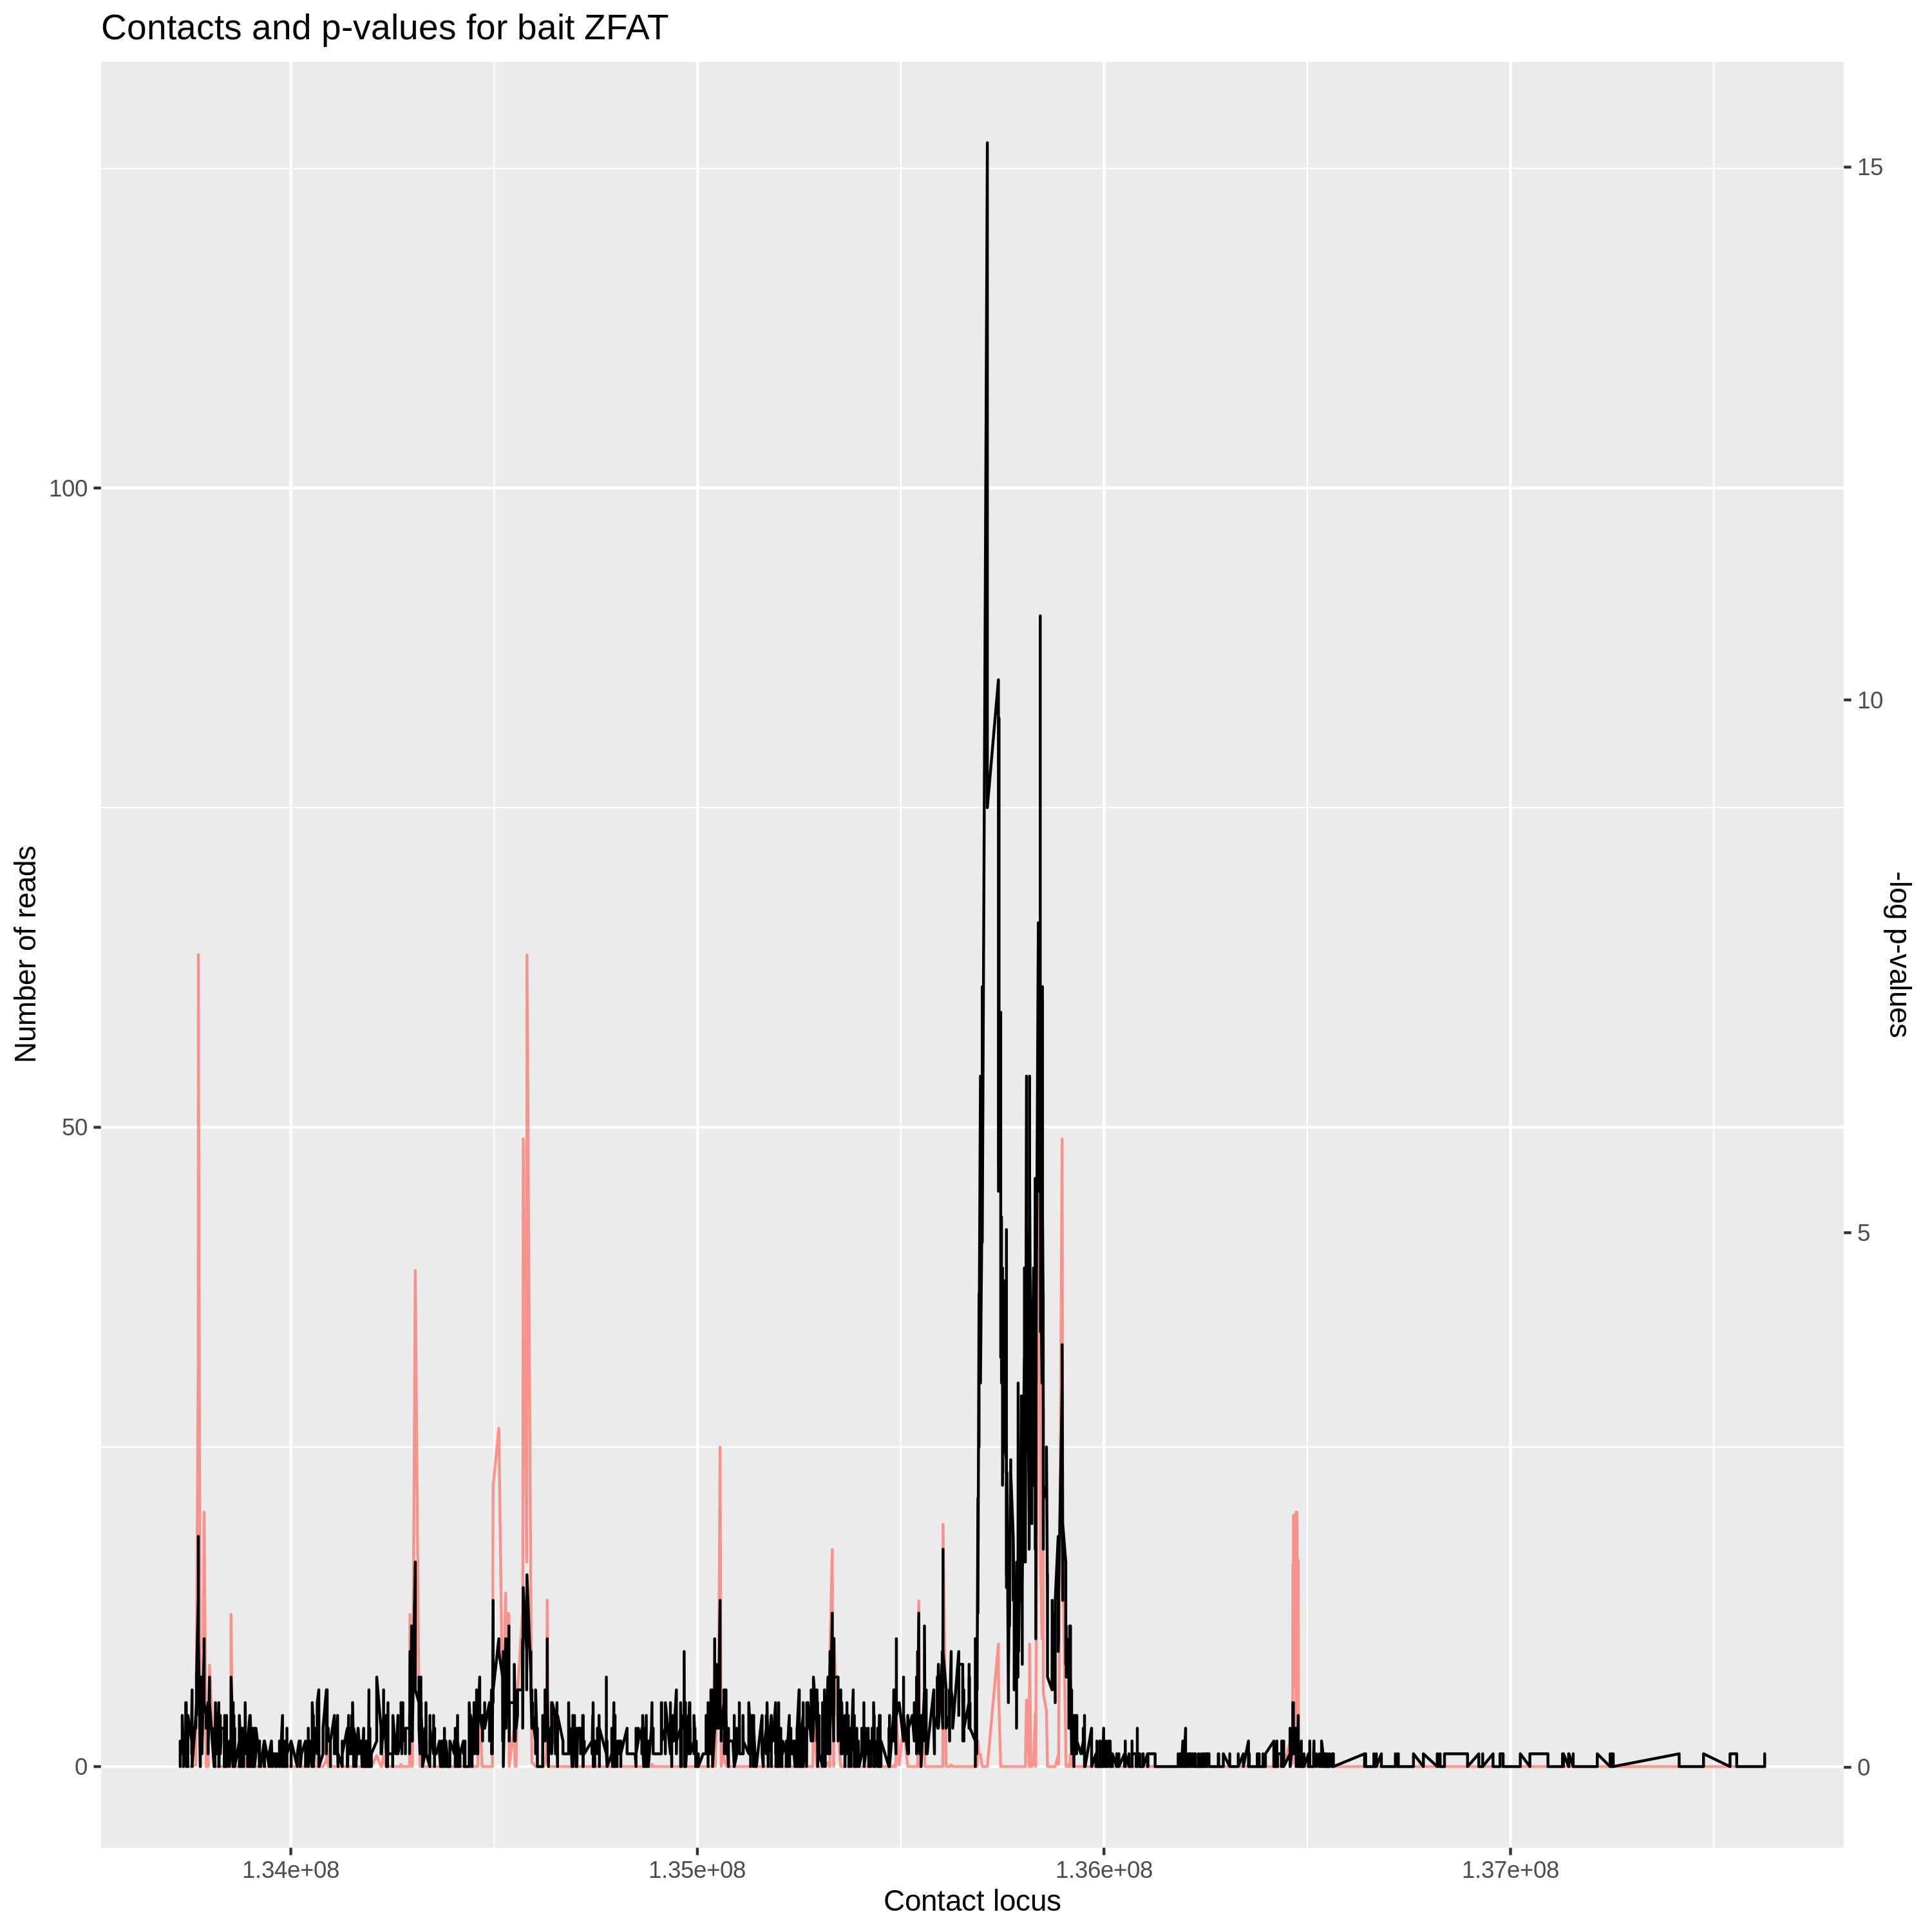 Contacts and p-values for bait ZFAT
15
100
10
Number of reads
-log p-values
50
5
0
0
1.34e+08
1.35e+08
1.36e+08
1.37e+08
Contact locus